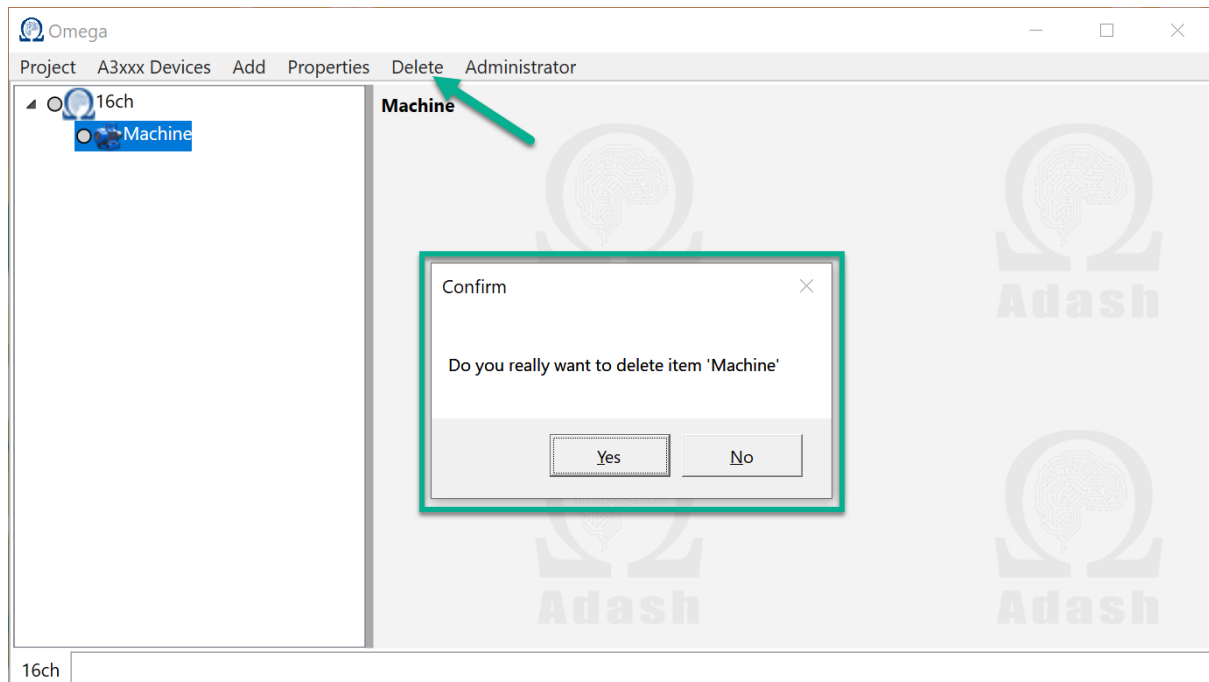 Omega
Project A3xxx Devices Add Properties Delete Administrator
16ch
Machine
Machine
Confirm
Do you really want to delete item 'Machine'
Yes No
Adash
Adash Adash
16ch